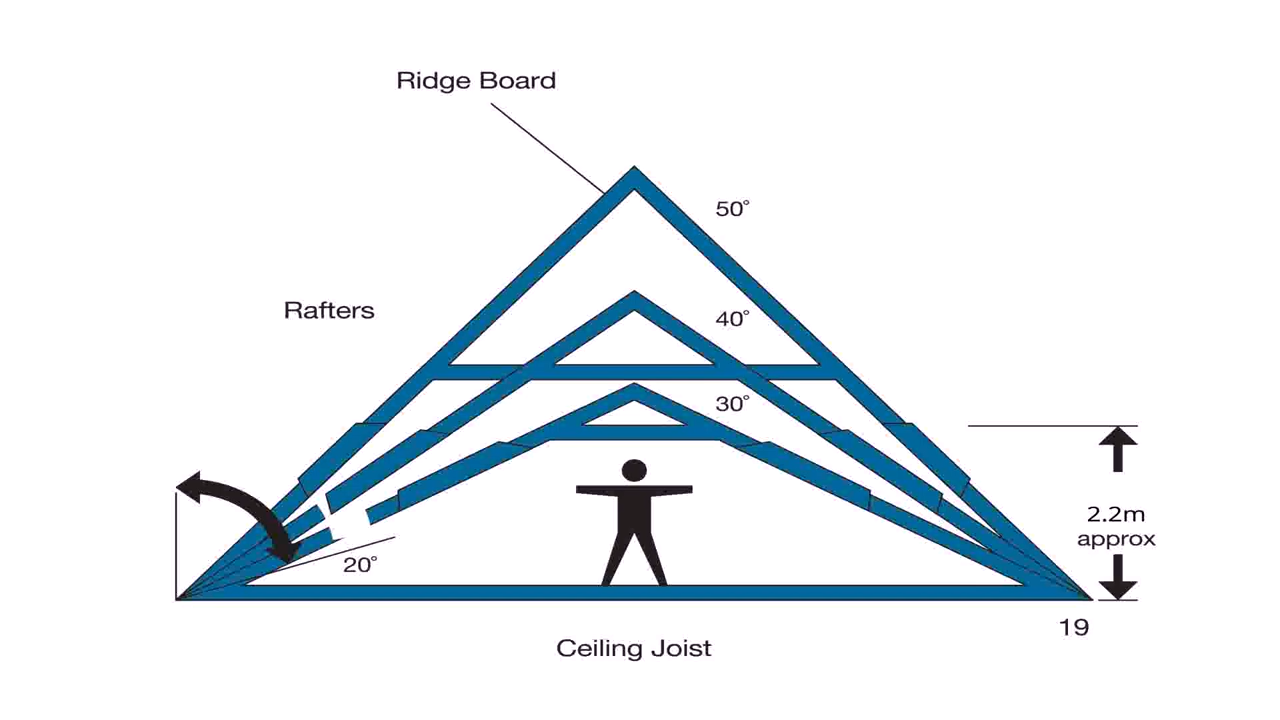 Ridge Board
50°
Rafters
40°
30°
2.2m
approx
20°
19
Ceiling Joist